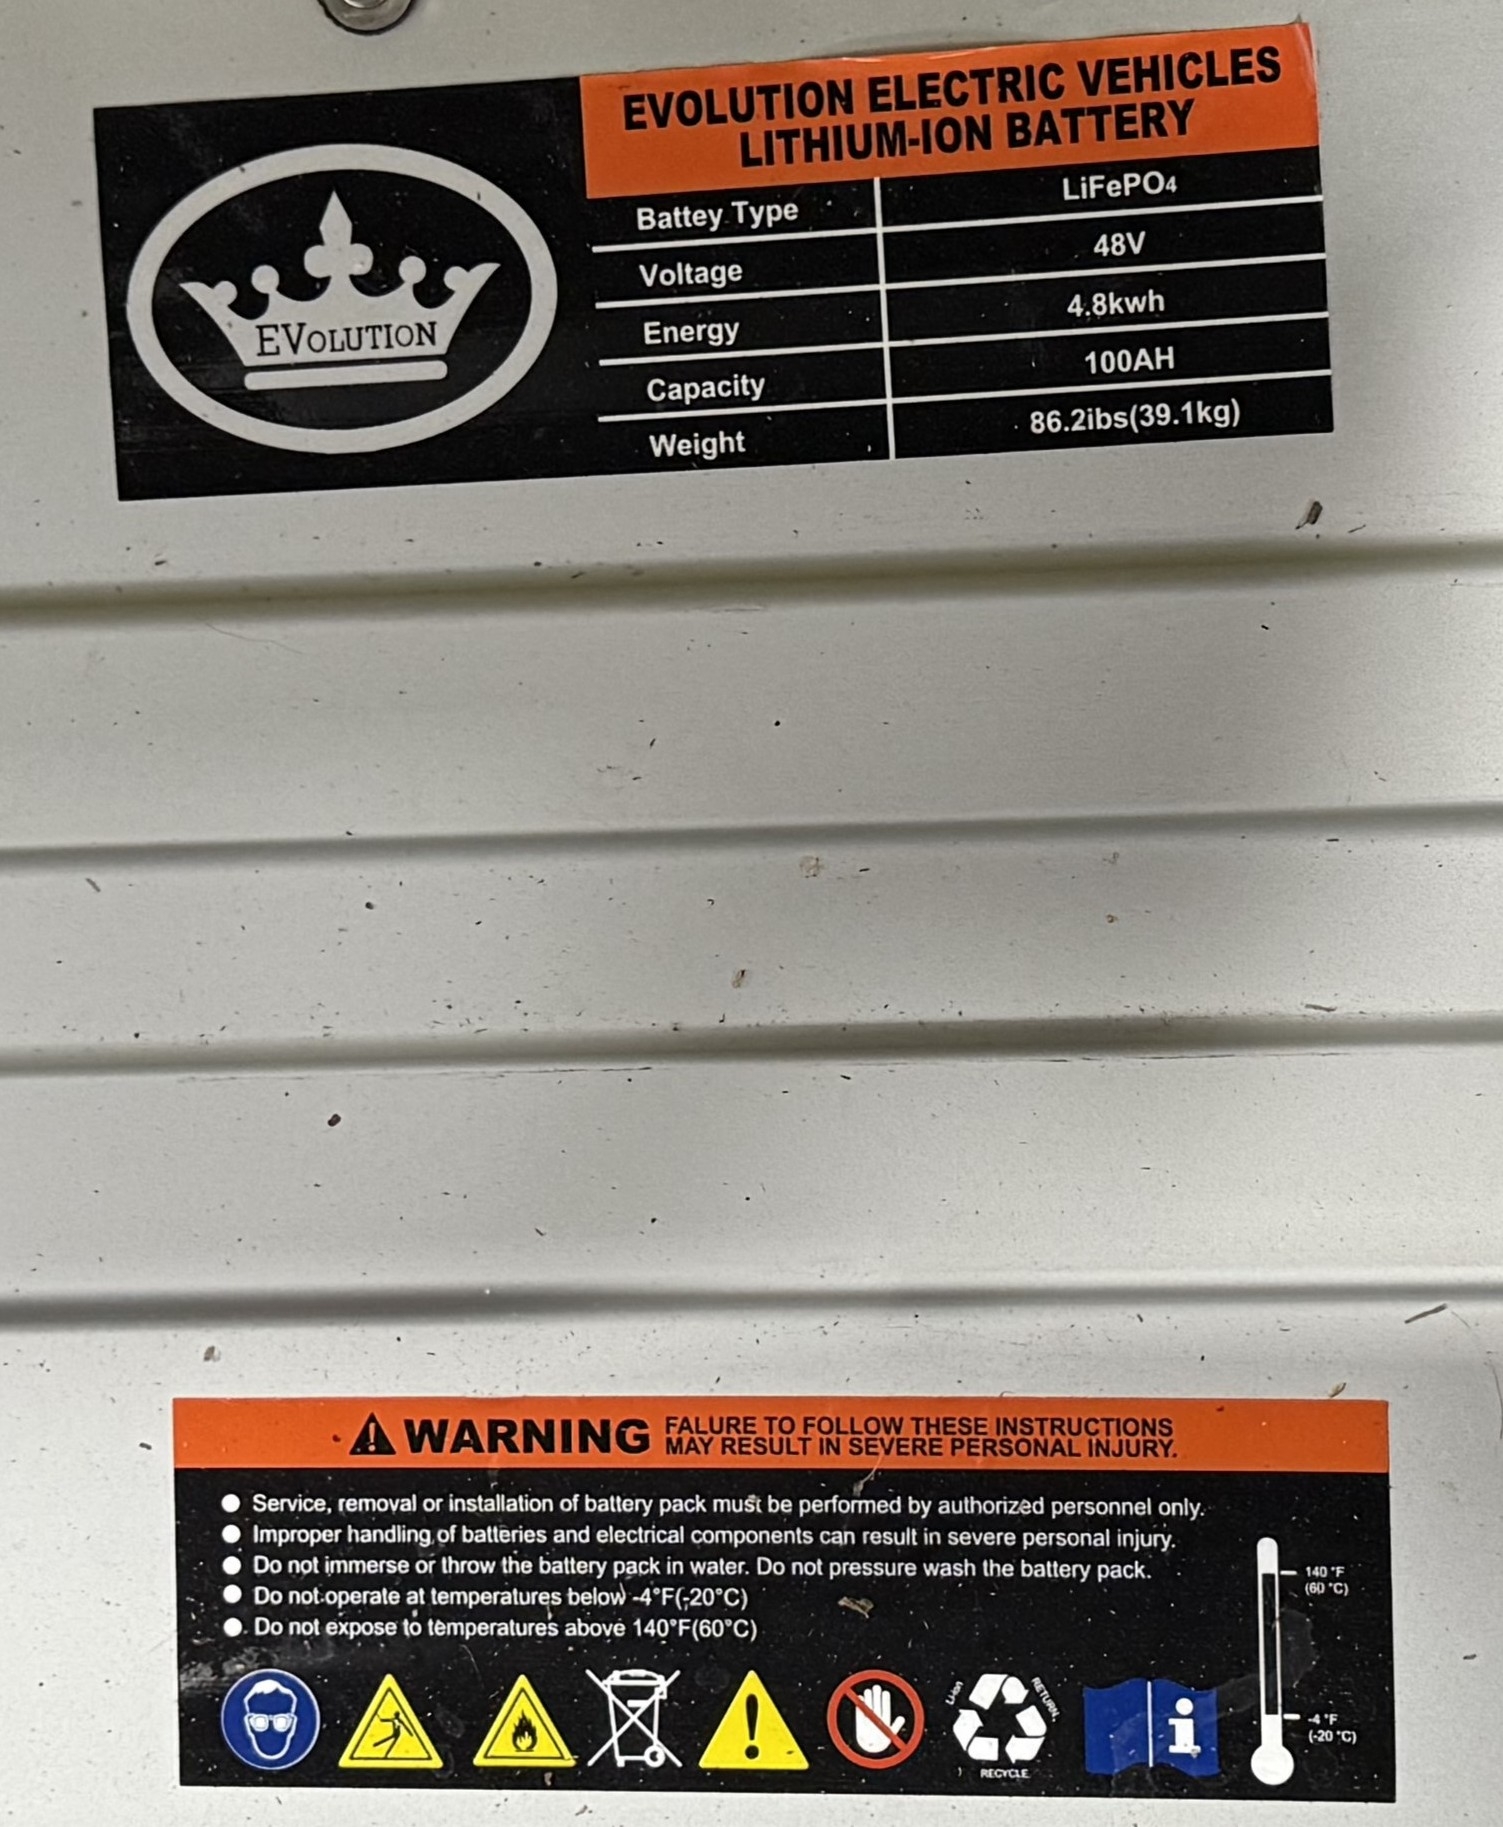 EVOLUTION ELECTRIC VEHICLES
LITHIUM-ION BATTERY
EVOLUTION
Battey Type LiFePO4
Voltage 48V
Energy 4.8kwh
Capacity 100AH
Weight 86.2ibs(39.1kg)
WARNING FALURE TO FOLLOW THESE INSTRUCTIONS
MAY RESULT IN SEVERE PERSONAL INJURY.
Service, removal or installation of battery pack must be performed by authorized personnel only.
Improper handling of batteries and electrical components can result in severe personal injury.
Do not immerse or throw the battery pack in water. Do not pressure wash the battery pack.
Do not operate at temperatures below -4°F(-20°C)
Do not expose to temperatures above 140°F(60°C)
140 °F
(60 °C)
-4 °F
(-20 °C)
Li-ion
RETURN
RECYCLE